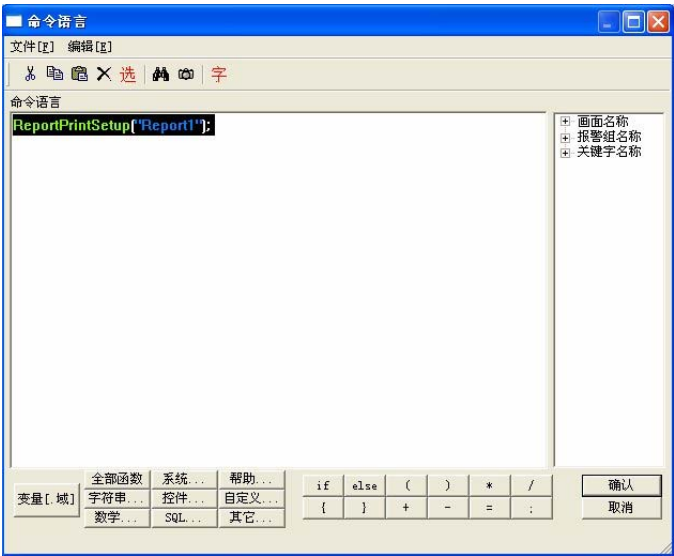 命令语言
文件[F] 编辑[E]
选 字
命令语言
ReportPrintSetup("Report1");
画面名称
报警组名称
关键字名称
变量[.域]
全部函数 系统... 帮助...
字符串... 控件... 自定义...
数学... SQL... 其它...
if else ( ) * /
{ } + - = ;
确认
取消